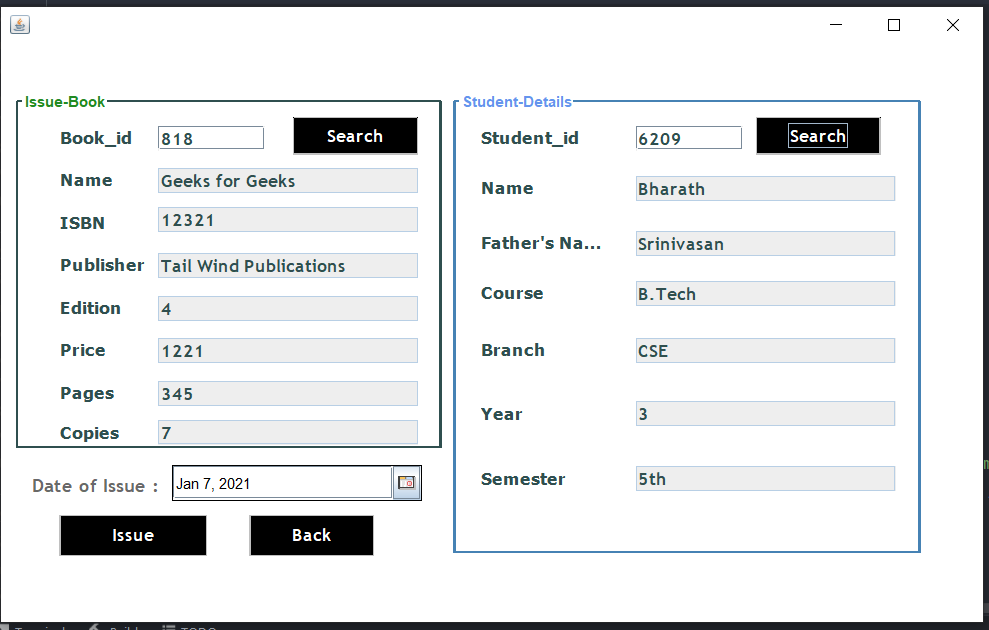 Issue-Book
Book_id 818 Search
Name Geeks for Geeks
ISBN 12321
Publisher Tail Wind Publications
Edition 4
Price 1221
Pages 345
Copies 7
Date of Issue : Jan 7, 2021
Issue Back
Student-Details
Student_id 6209 Search
Name Bharath
Father's Na... Srinivasan
Course B.Tech
Branch CSE
Year 3
Semester 5th